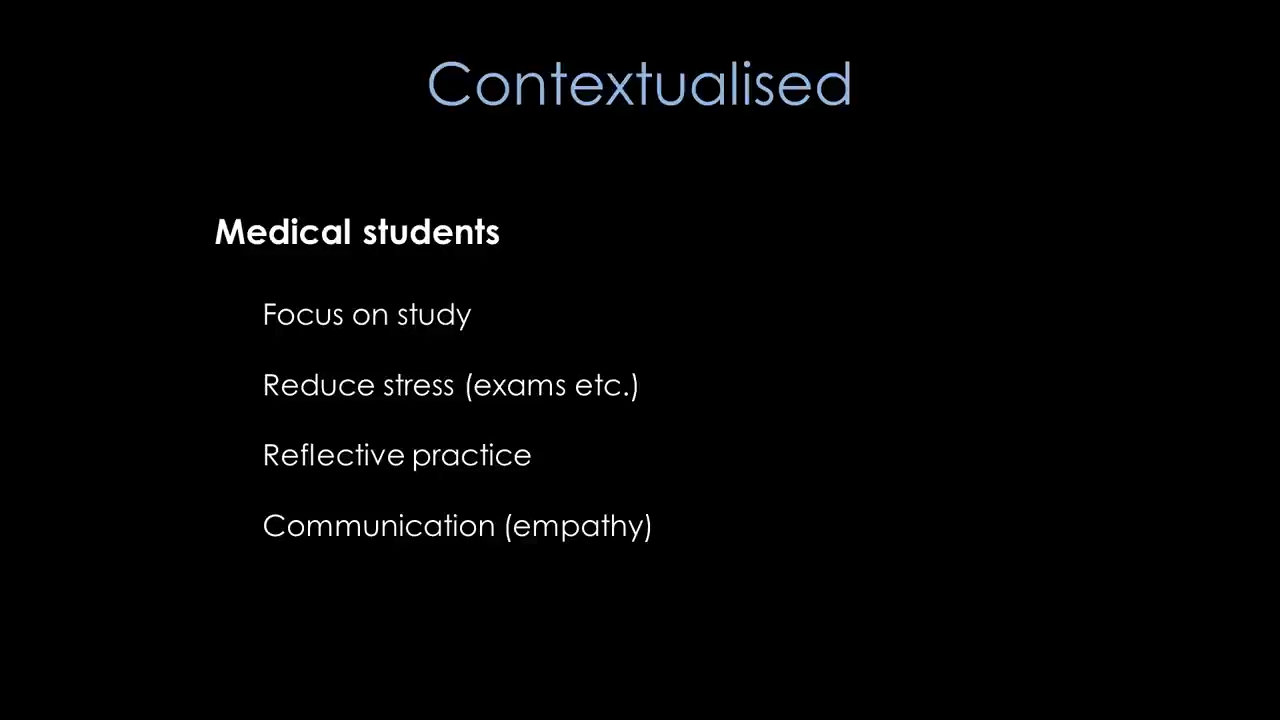 Contextualised
Medical students
Focus on study
Reduce stress (exams etc.)
Reflective practice
Communication (empathy)